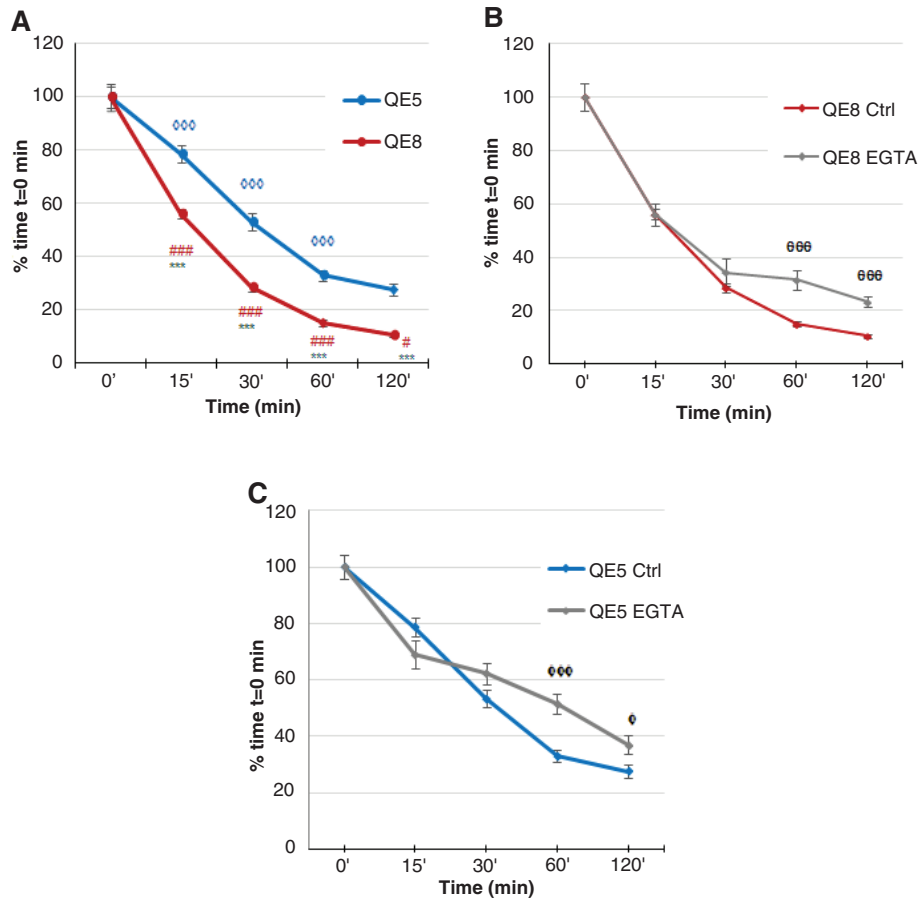 A
120
100
80
60
40
20
0
% time t=0 min
QE5
QE8
◊◊◊
◊◊◊
◊◊◊
###
***
###
***
###
***
#
***
0' 15' 30' 60' 120'
Time (min)
B
120
100
80
60
40
20
0
% time t=0 min
QE8 Ctrl
QE8 EGTA
0' 15' 30' 60' 120'
Time (min)
C
120
100
80
60
40
20
0
% time t=0 min
QE5 Ctrl
QE5 EGTA
0' 15' 30' 60' 120'
Time (min)